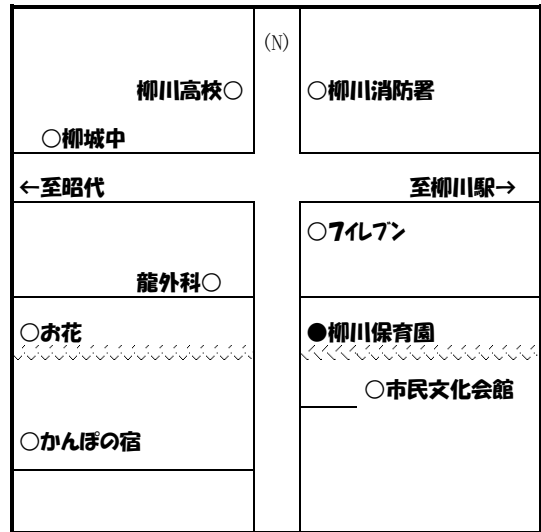 (N)
柳川高校○
○柳川消防署
○柳城中
←至昭代
至柳川駅→
○7イレブン
龍外科○
○お花
●柳川保育園
○市民文化会館
○かんぽの宿